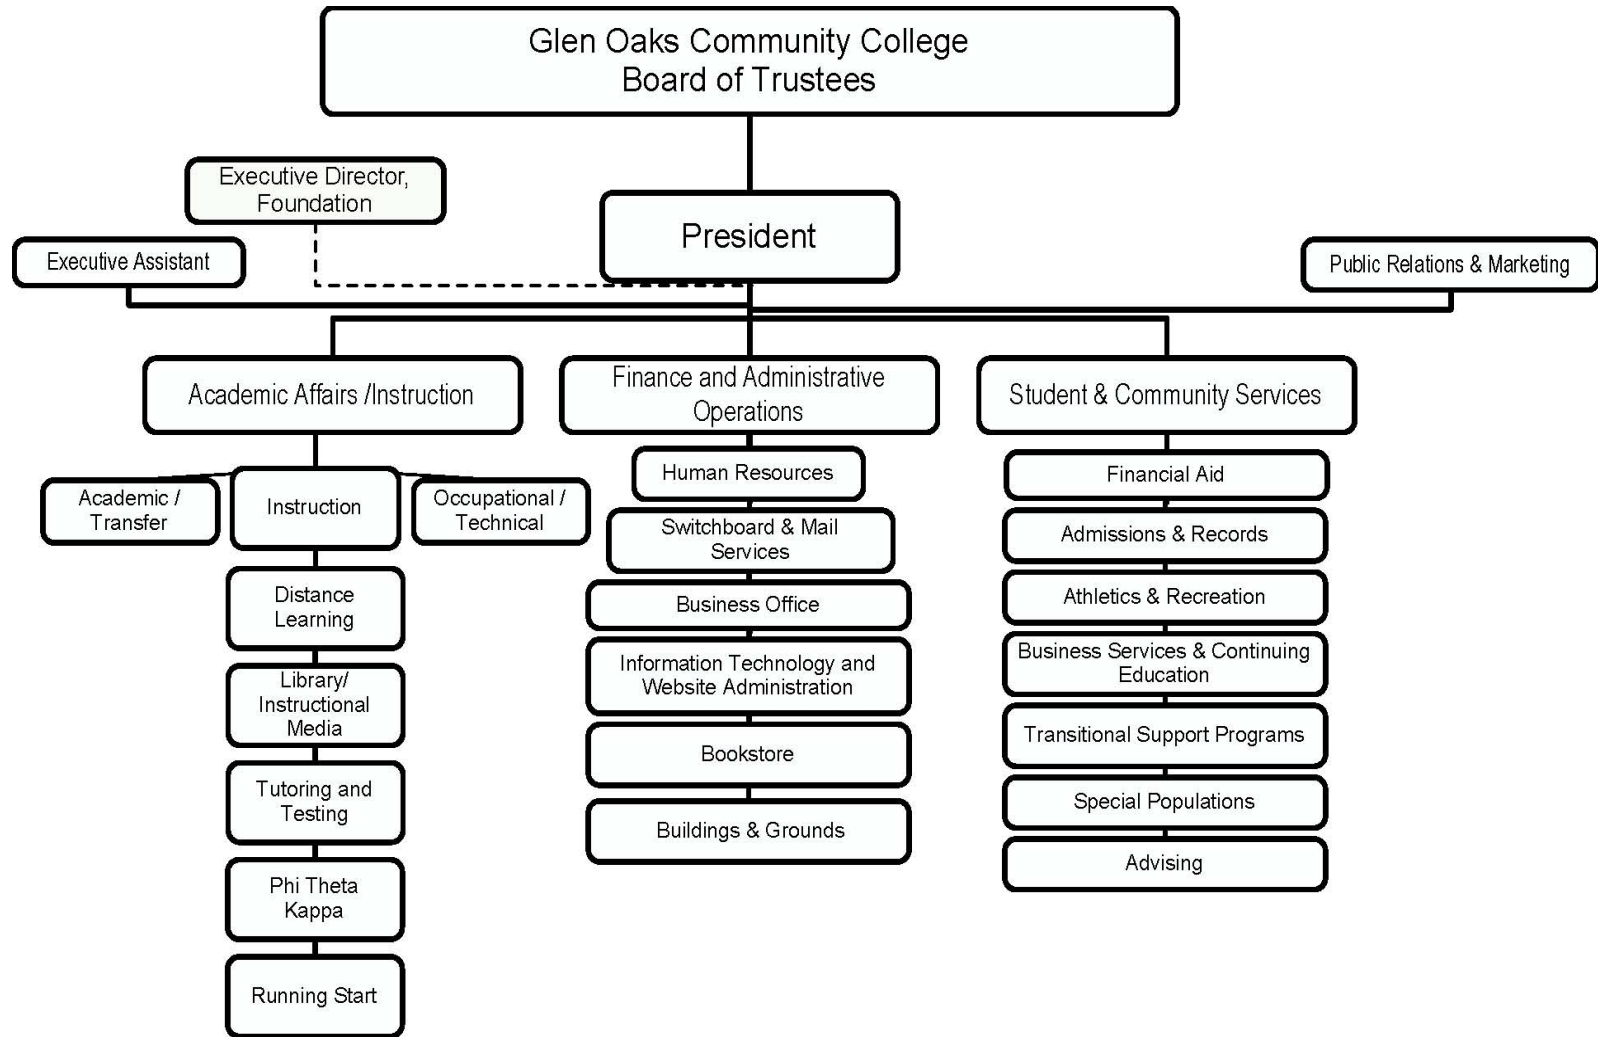 Glen Oaks Community College
Board of Trustees
Executive Director,
Foundation
President
Executive Assistant
Public Relations & Marketing
Academic Affairs /Instruction
Finance and Administrative
Operations
Student & Community Services
Academic /
Transfer
Instruction
Occupational /
Technical
Distance
Learning
Library/
Instructional
Media
Tutoring and
Testing
Phi Theta
Kappa
Running Start
Human Resources
Switchboard & Mail
Services
Business Office
Information Technology and
Website Administration
Bookstore
Buildings & Grounds
Financial Aid
Admissions & Records
Athletics & Recreation
Business Services & Continuing
Education
Transitional Support Programs
Special Populations
Advising